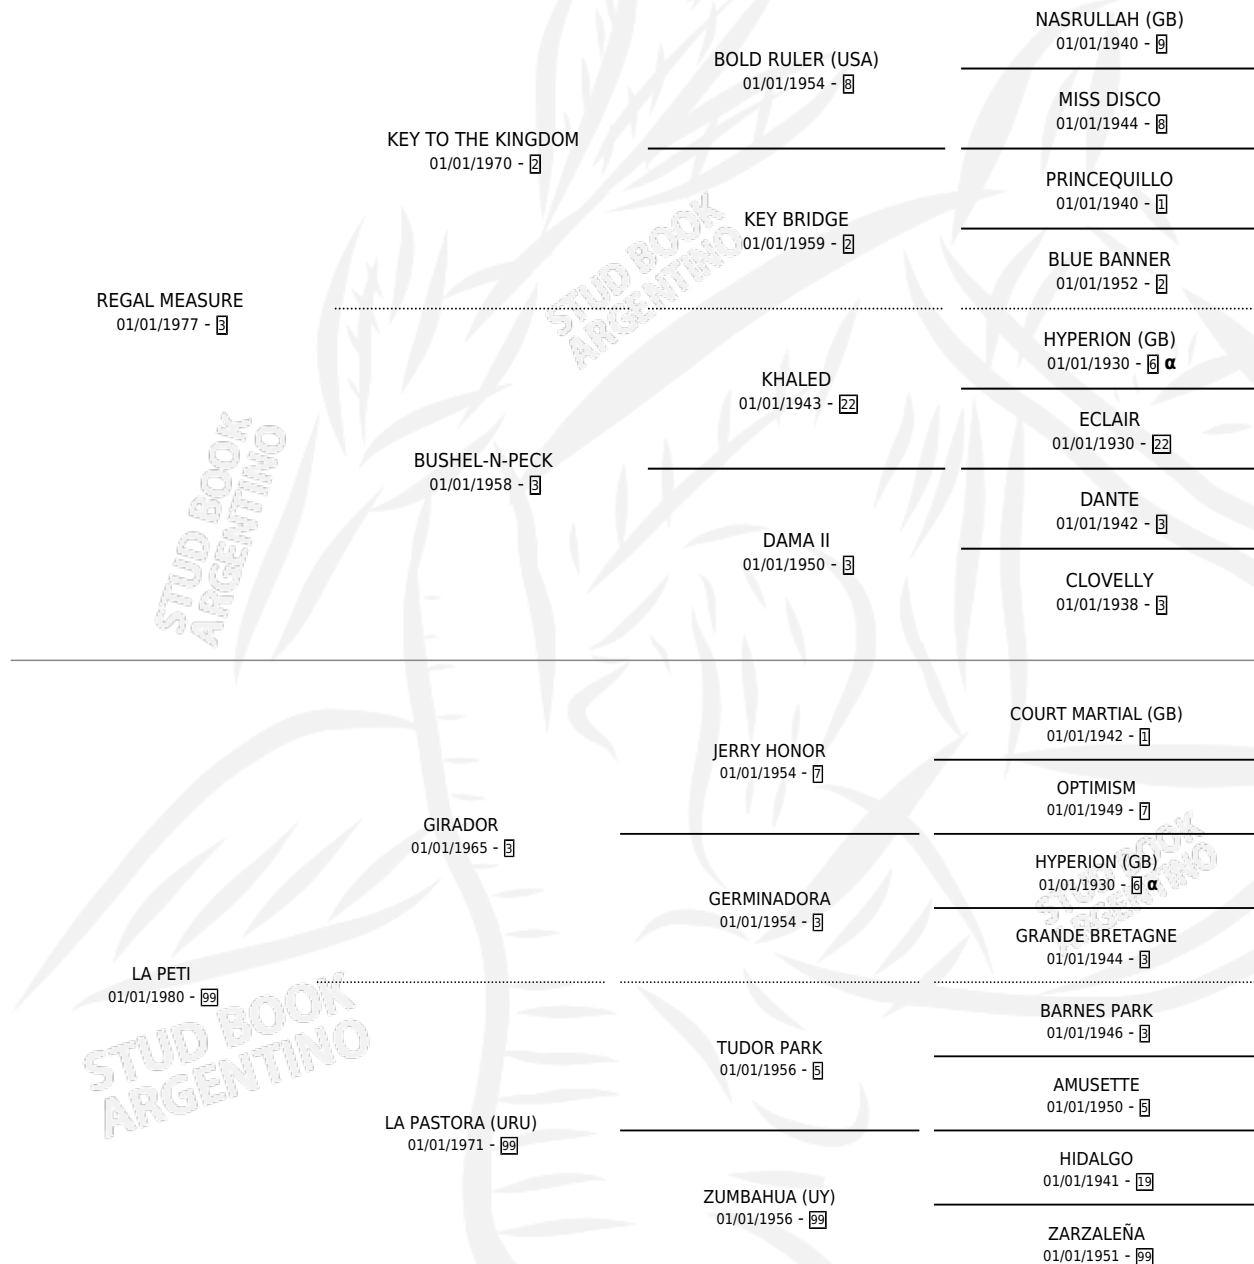 NASRULLAH (GB)
01/01/1940 - 9
BOLD RULER (USA)
01/01/1954 - 8
MISS DISCO
01/01/1944 - 8
KEY TO THE KINGDOM
01/01/1970 - 2
PRINCEQUILLO
01/01/1940 - 1
KEY BRIDGE
01/01/1959 - 2
BLUE BANNER
01/01/1952 - 2
REGAL MEASURE
01/01/1977 - 3
HYPERION (GB)
01/01/1930 - 6 α
KHALED
01/01/1943 - 22
ECLAIR
01/01/1930 - 22
BUSHEL-N-PECK
01/01/1958 - 3
DANTE
01/01/1942 - 3
DAMA II
01/01/1950 - 3
CLOVELLY
01/01/1938 - 3
COURT MARTIAL (GB)
01/01/1942 - 1
JERRY HONOR
01/01/1954 - 7
OPTIMISM
01/01/1949 - 7
GIRADOR
01/01/1965 - 3
HYPERION (GB)
01/01/1930 - 6 α
GERMINADORA
01/01/1954 - 3
GRANDE BRETAGNE
01/01/1944 - 3
LA PETI
01/01/1980 - 99
BARNES PARK
01/01/1946 - 3
TUDOR PARK
01/01/1956 - 5
AMUSETTE
01/01/1950 - 5
LA PASTORA (URU)
01/01/1971 - 99
HIDALGO
01/01/1941 - 19
ZUMBAHUA (UY)
01/01/1956 - 99
ZARZALEÑA
01/01/1951 - 99
STUD BOOK
ARGENTINO
STUD BOOK
ARGENTINO
STUD BOOK
ARGENTINO
STUD BOOK
ARGENTINO